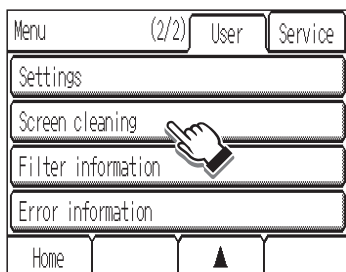 Menu (2/2) User Service
Settings
Screen cleaning
Filter information
Error information
Home ▲